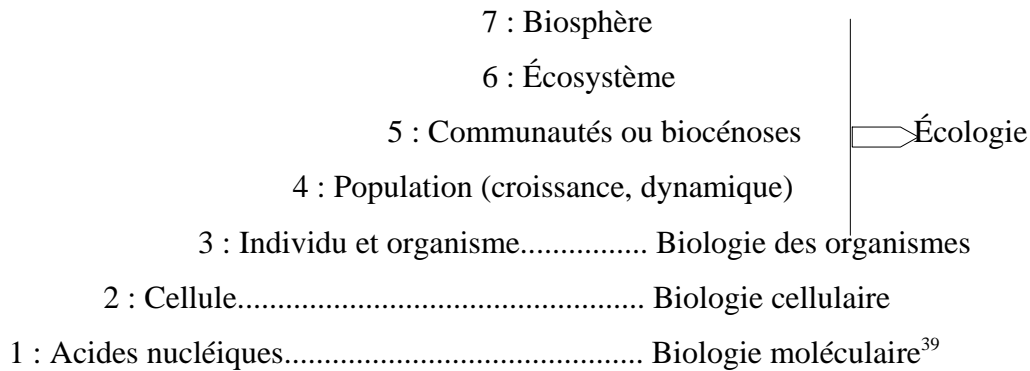 7 : Biosphère
6 : Écosystème
5 : Communautés ou biocénoses Écologie
4 : Population (croissance, dynamique)
3 : Individu et organisme................ Biologie des organismes
2 : Cellule.............................................. Biologie cellulaire
1 : Acides nucléiques....................................... Biologie moléculaire³⁹